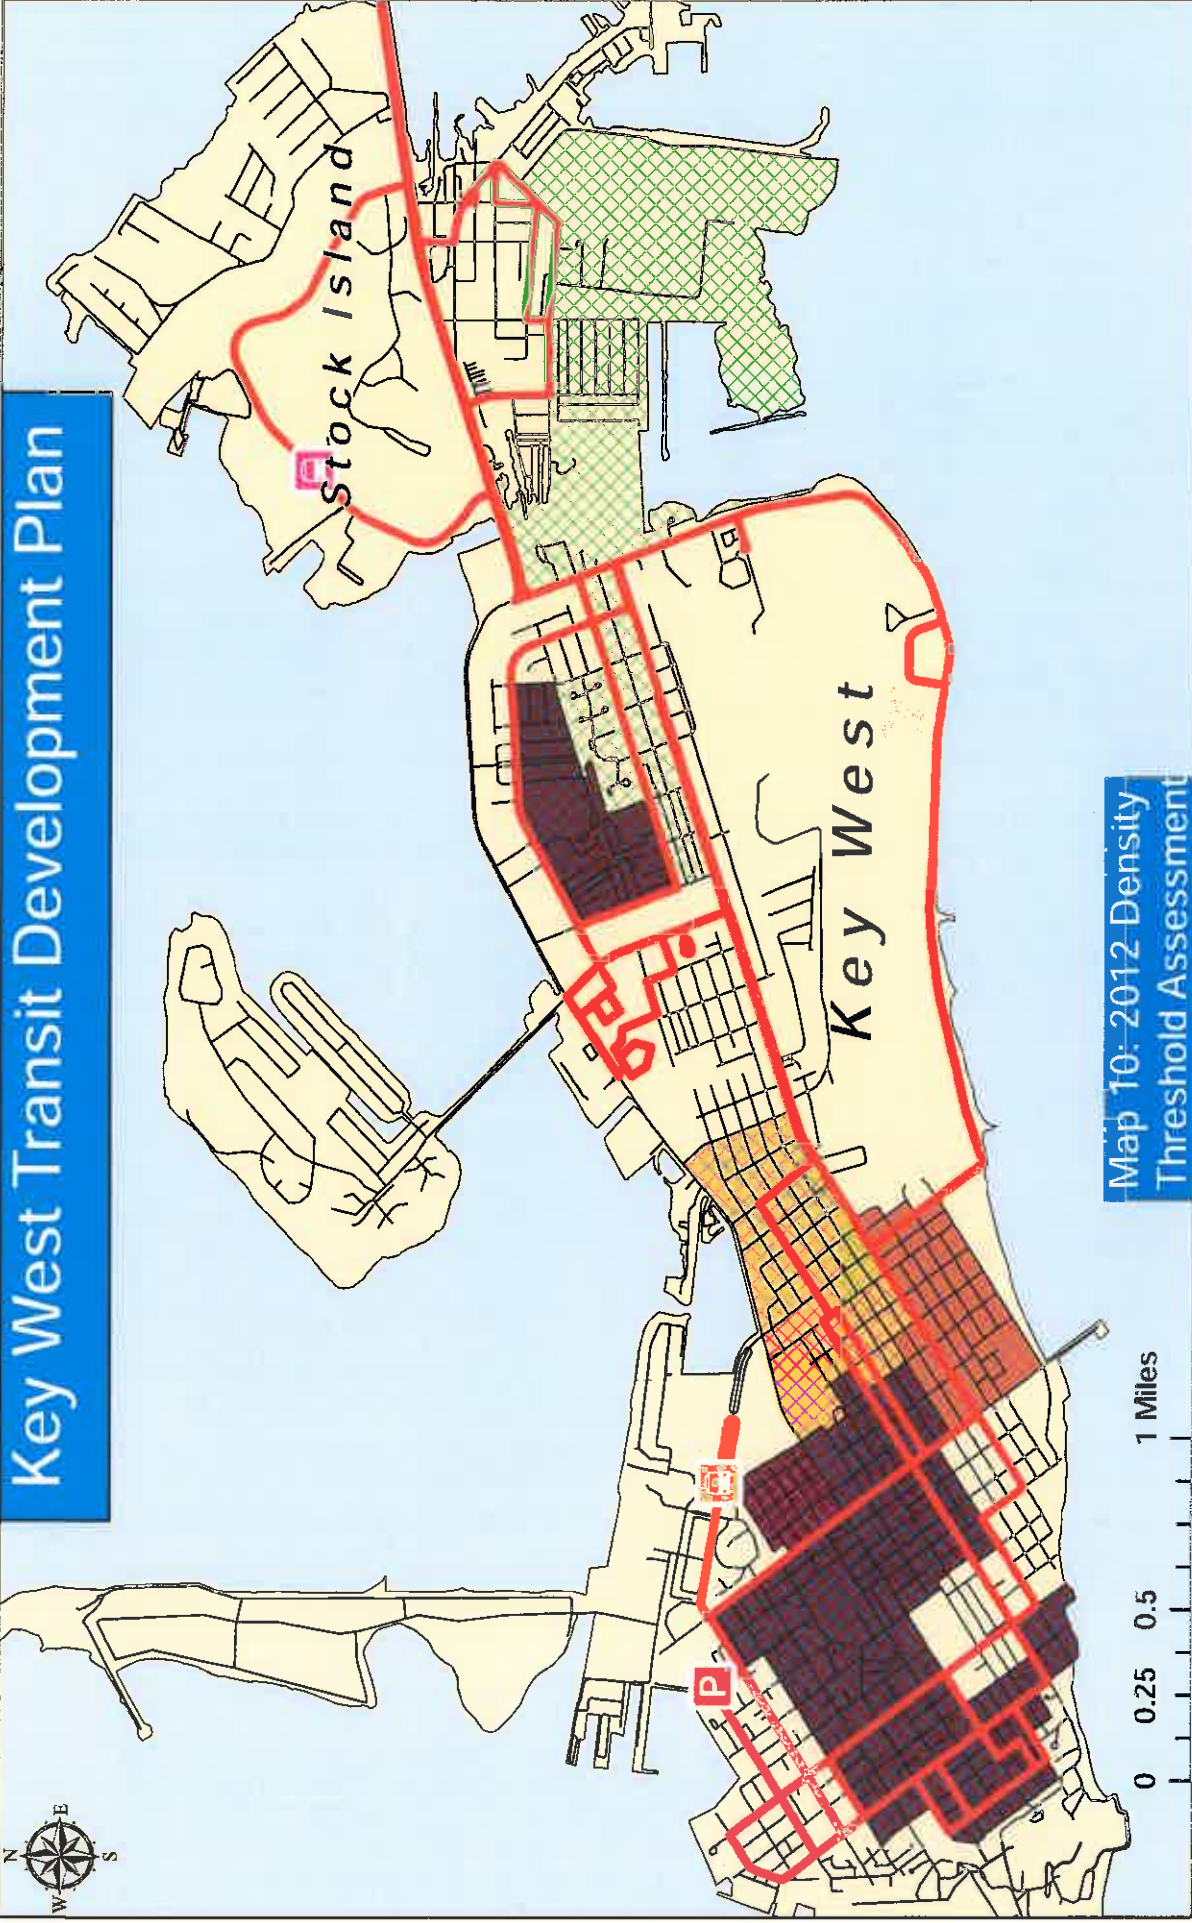 Key West Transit Development Plan
N
W
E
S
Stock Island
Key West
P
0
0.25
0.5
1 Miles
Map 10: 2012 Density
Threshold Assessment